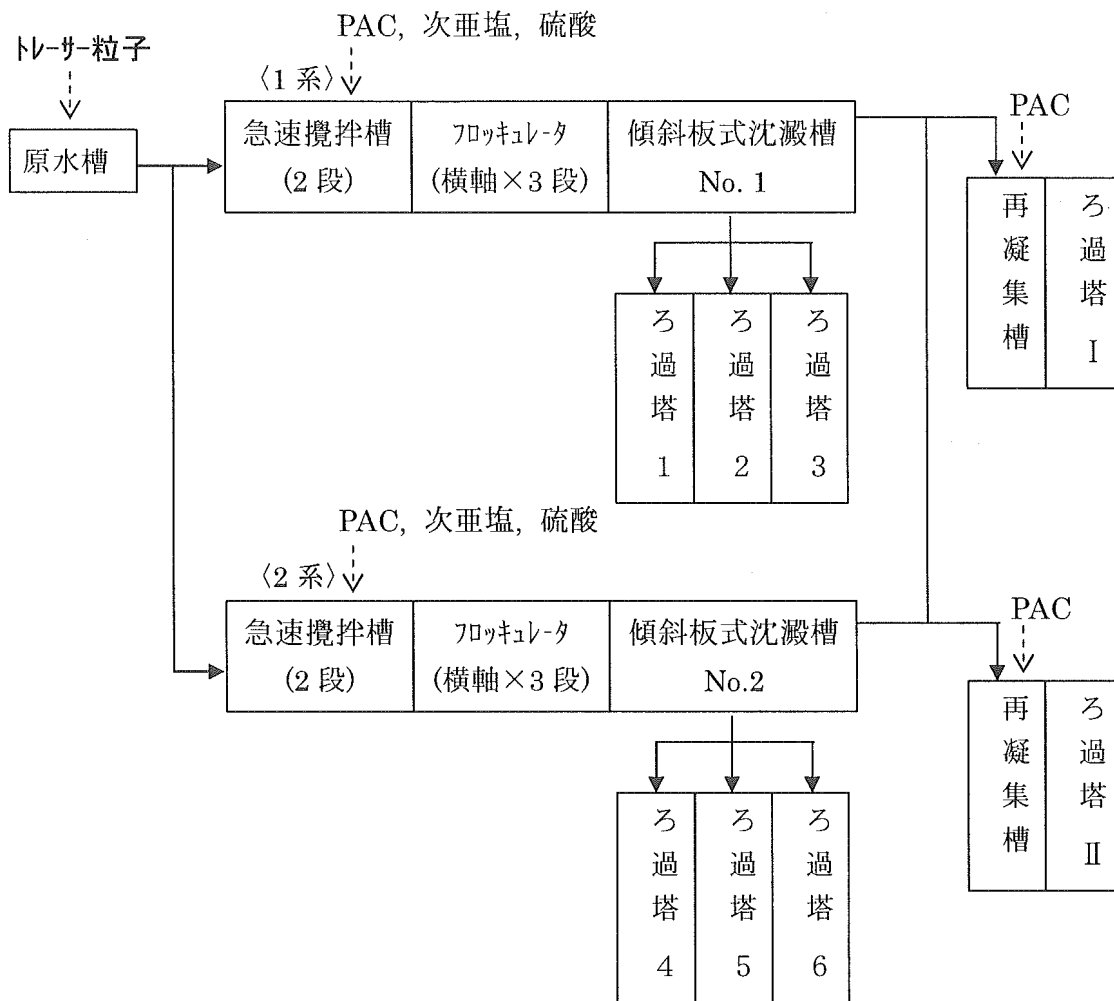 PAC, 次亜塩, 硫酸
トレーサー粒子
〈1 系〉
PAC
原水槽
急速攪拌槽
(2 段)
フロッキュレータ
(横軸×3 段)
傾斜板式沈澱槽
No. 1
再凝集槽
ろ過塔 I
ろ過塔 1
ろ過塔 2
ろ過塔 3
PAC, 次亜塩, 硫酸
〈2 系〉
PAC
急速攪拌槽
(2 段)
フロッキュレータ
(横軸×3 段)
傾斜板式沈澱槽
No.2
再凝集槽
ろ過塔 II
ろ過塔 4
ろ過塔 5
ろ過塔 6